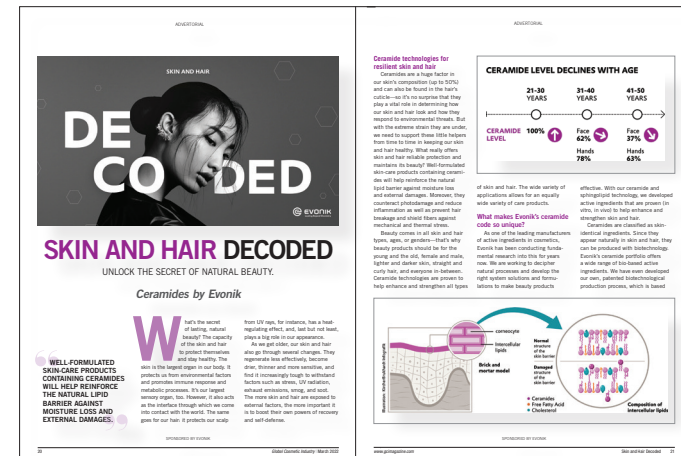 ADVERTORIAL
SKIN AND HAIR
DE
CO DED
EVONIK
SKIN AND HAIR DECODED
UNLOCK THE SECRET OF NATURAL BEAUTY.
Ceramides by Evonik
WELL-FORMULATED
SKIN-CARE PRODUCTS
CONTAINING CERAMIDES
WILL HELP REINFORCE
THE NATURAL LIPID
BARRIER AGAINST
MOISTURE LOSS AND
EXTERNAL DAMAGES.
What's the secret
of lasting, natural
beauty? The capacity
of the skin and hair
to protect themselves
and stay healthy. The
skin is the largest organ in our body. It
protects us from environmental factors
and promotes immune response and
metabolic processes. It's our largest
sensory organ, too. However, it also acts
as the interface through which we come
into contact with the world. The same
goes for our hair: it protects our scalp
from UV rays, for instance, has a heat-
regulating effect, and, last but not least,
plays a big role in our appearance.
As we get older, our skin and hair
also go through several changes. They
regenerate less effectively, become
drier, thinner and more sensitive, and
find it increasingly tough to withstand
factors such as stress, UV radiation,
exhaust emissions, smog, and soot.
The more skin and hair are exposed to
external factors, the more important it
is to boost their own powers of recovery
and self-defense.
SPONSORED BY EVONIK
20
Global Cosmetic Industry | March 2022
ADVERTORIAL
Ceramide technologies for
resilient skin and hair
Ceramides are a huge factor in
our skin's composition (up to 50%)
and can also be found in the hair's
cuticle—so it's no surprise that they
play a vital role in determining how
our skin and hair look and how they
respond to environmental threats. But
with the extreme strain they are under,
we need to support these little helpers
from time to time in keeping our skin
and hair healthy. What really offers
skin and hair reliable protection and
maintains its beauty? Well-formulated
skin-care products containing cerami-
des will help reinforce the natural
lipid barrier against moisture loss
and external damages. Moreover, they
counteract photodamage and reduce
inflammation as well as prevent hair
breakage and shield fibers against
mechanical and thermal stress.
Beauty comes in all skin and hair
types, ages, or genders—that's why
beauty products should be for the
young and the old, female and male,
lighter and darker skin, straight and
curly hair, and everyone in-between.
Ceramide technologies are proven to
help enhance and strengthen all types
CERAMIDE LEVEL DECLINES WITH AGE
21-30
YEARS
31-40
YEARS
41-50
YEARS
CERAMIDE
LEVEL
100%
Face
62%
Face
37%
Hands
78%
Hands
63%
of skin and hair. The wide variety of
applications allows for an equally
wide variety of care products.
What makes Evonik's ceramide
code so unique?
As one of the leading manufacturers
of active ingredients in cosmetics,
Evonik has been conducting funda-
mental research into this for years
now. We are working to decipher
natural processes and develop the
right system solutions and formu-
lations to make beauty products
effective. With our ceramide and
sphingolipid technology, we developed
active ingredients that are proven (in
vitro, in vivo) to help enhance and
strengthen skin and hair.
Ceramides are classified as skin-
identical ingredients. Since they
appear naturally in skin and hair, they
can be produced with biotechnology.
Evonik's ceramide portfolio offers
a wide range of bio-based active
ingredients. We have even developed
our own, patented biotechnological
production process, which is based
corneocyte
Intercellular
lipids
Brick and
mortar model
Normal
structure
of the
skin barrier
Damaged
structure
of the
skin barrier
Ceramides
Free Fatty Acid
Cholesterol
Composition of
intercellular lipids
SPONSORED BY EVONIK
www.gcimagazine.com
Skin and Hair Decoded 21